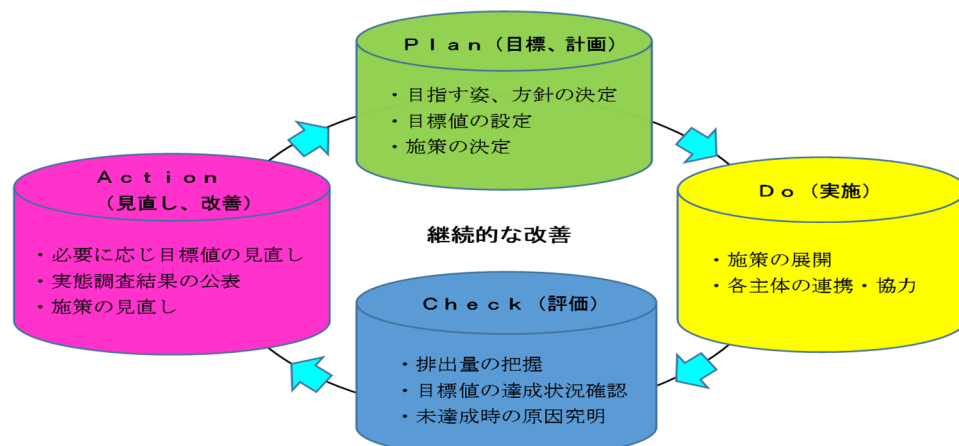 Ｐｌａｎ（目標、計画）
・目指す姿、方針の決定
・目標値の設定
・施策の決定
Ｄｏ（実施）
・施策の展開
・各主体の連携・協力
Ｃｈｅｃｋ（評価）
・排出量の把握
・目標値の達成状況確認
・未達成時の原因究明
Ａｃｔｉｏｎ
（見直し、改善）
・必要に応じ目標値の見直し
・実態調査結果の公表
・施策の見直し
継続的な改善